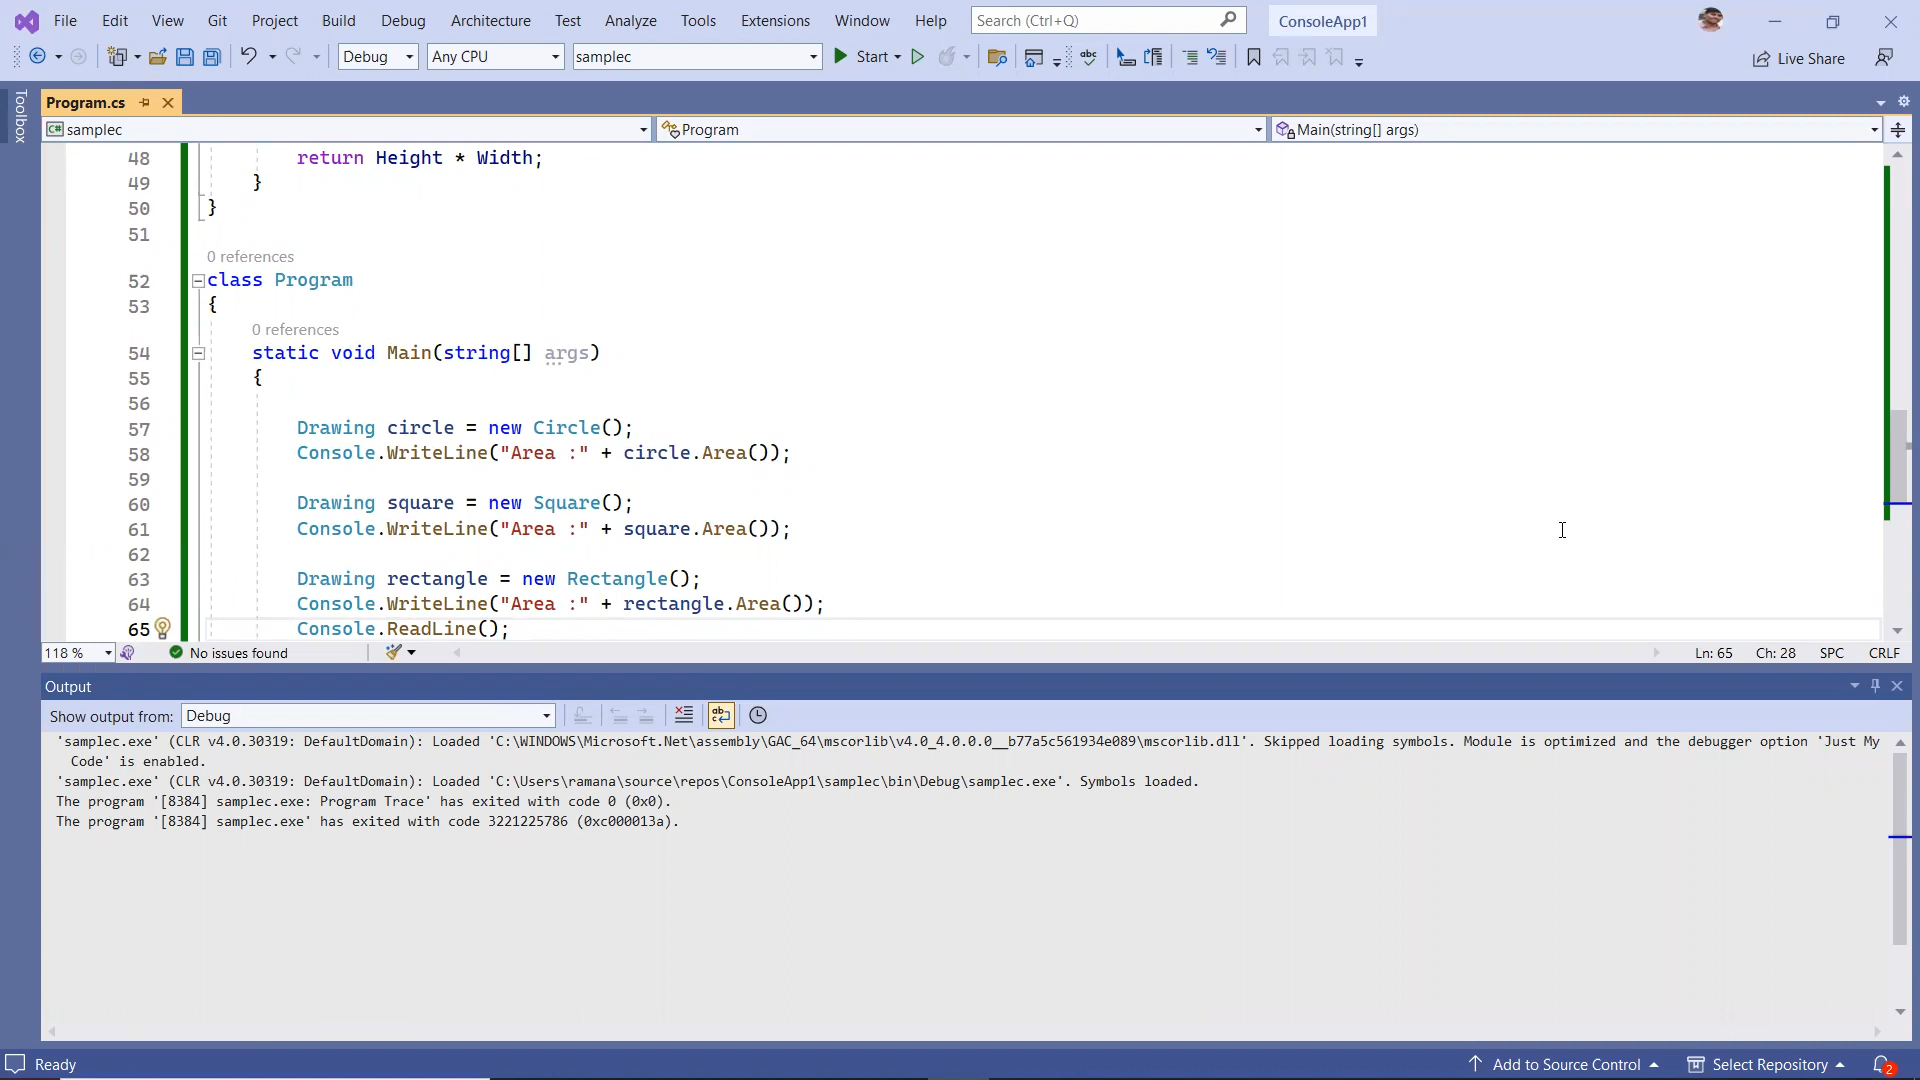 File Edit View Git Project Build Debug Architecture Test Analyze Tools Extensions Window Help Search (Ctrl+Q) ConsoleApp1
Debug Any CPU samplec Start Live Share
Toolbox
Program.cs
samplec Program Main(string[] args)
48 return Height * Width;
49 }
50 }
51
0 references
52 class Program
53 {
0 references
54 static void Main(string[] args)
55 {
56
57 Drawing circle = new Circle();
58 Console.WriteLine("Area :" + circle.Area());
59
60 Drawing square = new Square();
61 Console.WriteLine("Area :" + square.Area());
62
63 Drawing rectangle = new Rectangle();
64 Console.WriteLine("Area :" + rectangle.Area());
65 Console.ReadLine();
118 % No issues found Ln: 65 Ch: 28 SPC CRLF
Output
Show output from: Debug
'samplec.exe' (CLR v4.0.30319: DefaultDomain): Loaded 'C:\WINDOWS\Microsoft.Net\assembly\GAC_64\mscorlib\v4.0_4.0.0.0__b77a5c561934e089\mscorlib.dll'. Skipped loading symbols. Module is optimized and the debugger option 'Just My
Code' is enabled.
'samplec.exe' (CLR v4.0.30319: DefaultDomain): Loaded 'C:\Users\ramana\source\repos\ConsoleApp1\samplec\bin\Debug\samplec.exe'. Symbols loaded.
The program '[8384] samplec.exe: Program Trace' has exited with code 0 (0x0).
The program '[8384] samplec.exe' has exited with code 3221225786 (0xc000013a).
Ready Add to Source Control Select Repository 2